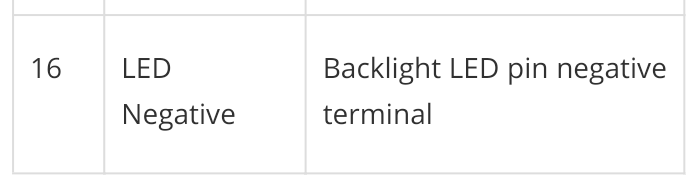 16
LED
Negative
Backlight LED pin negative
terminal